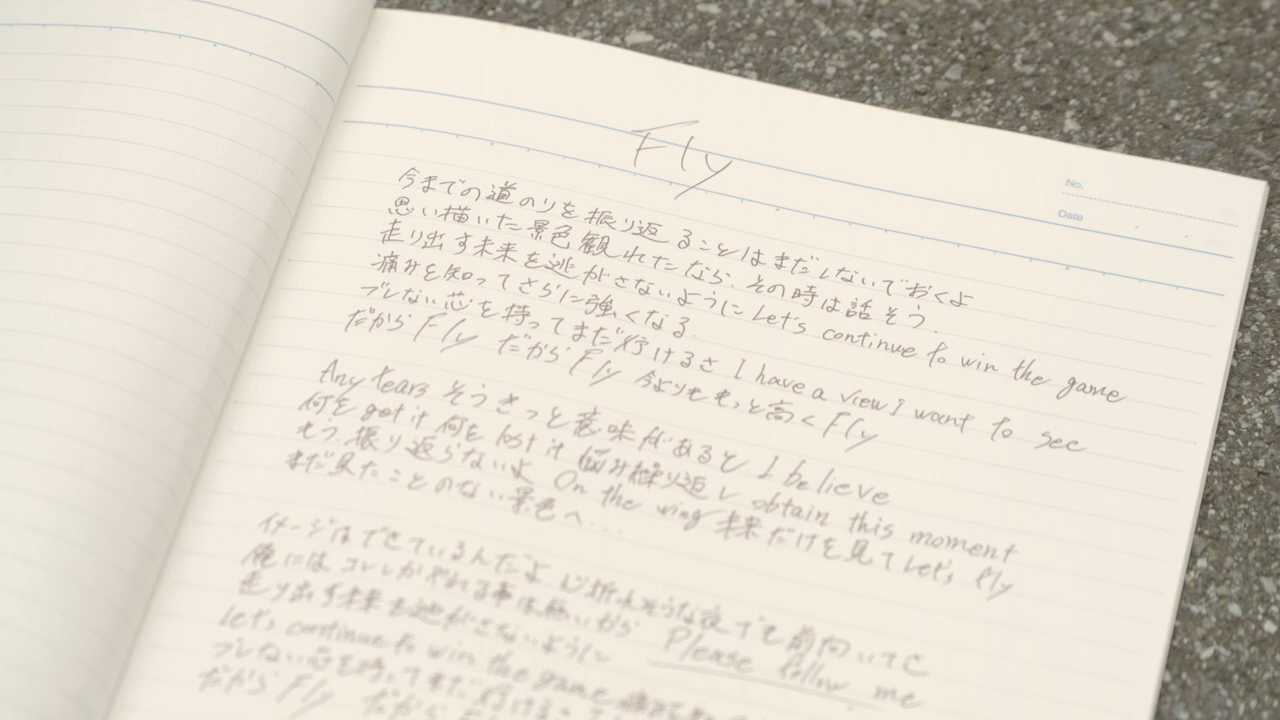 Fly
No.
Date
今までの道のりを振り返ることはまだしないでおくよ
思い描いた景色観れたなら、その時は話そう。
走り出す未来を逃がさないように Let's continue to win the game
痛みを知ってさらに強くなる。
ブレない芯を持ってまだ行けるさ I have a view I want to see
だから Fly だから Fly 今よりももっと高く Fly
Any tears そうきっと意味があると I believe
何を get it 何を lost it 悩み繰り返し obtain this moment
もう振り返らないよ On the wing 未来だけを見て Let's fly
まだ見たことのない景色へ...
イメージはできているんだよ 心折れそうな夜でも前向いてさ
俺にはコレしかやれる事は無いから Please follow me
走り出す未来を逃がさないように
Let's continue to win the game
ブレない芯を持ってまだ行ける
だから Fly だから